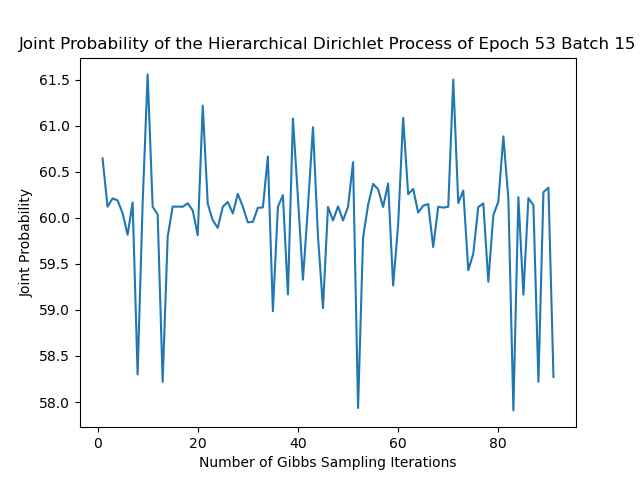 Joint Probability of the Hierarchical Dirichlet Process of Epoch 53 Batch 15
61.5
61.0
60.5
60.0
59.5
59.0
58.5
58.0
Joint Probability
0 20 40 60 80
Number of Gibbs Sampling Iterations